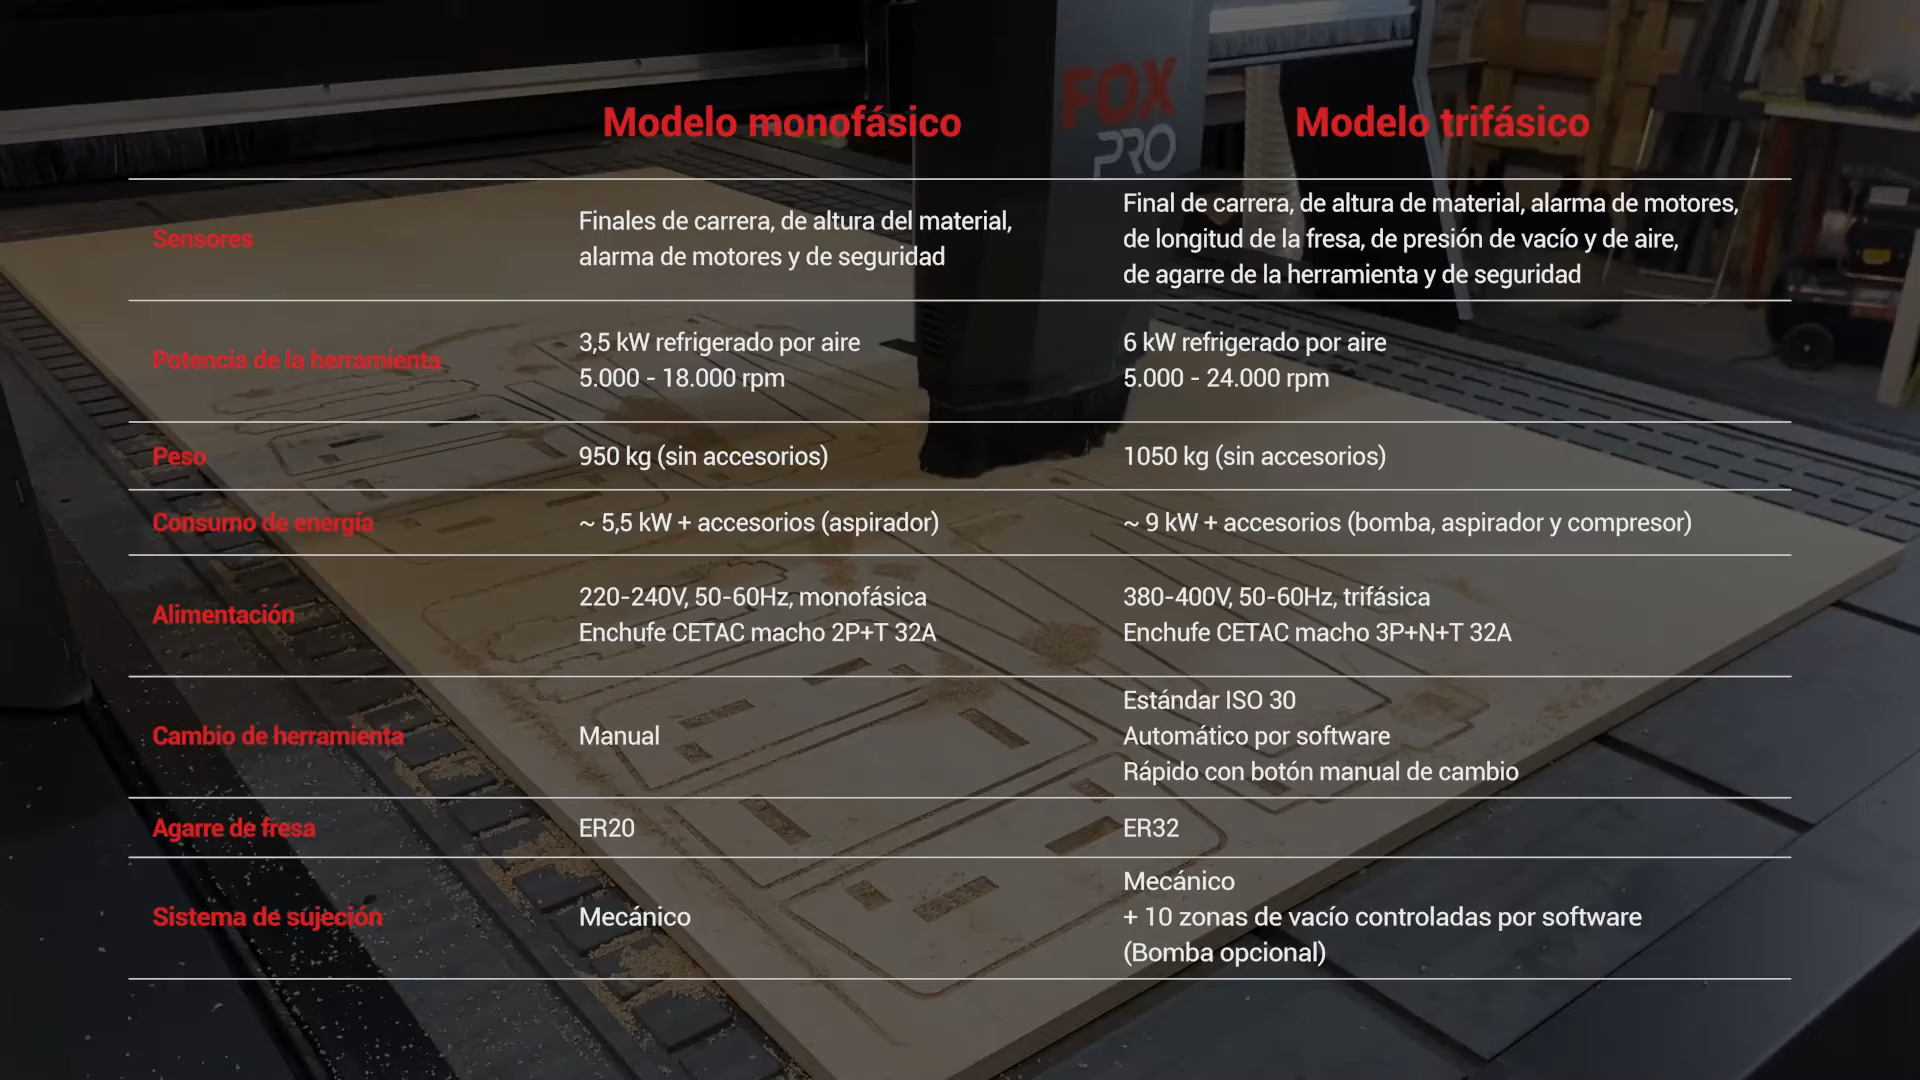 FOX
PRO
Modelo monofásico
Modelo trifásico
Sensores
Finales de carrera, de altura del material,
alarma de motores y de seguridad
Final de carrera, de altura de material, alarma de motores,
de longitud de la fresa, de presión de vacío y de aire,
de agarre de la herramienta y de seguridad
Potencia de la herramienta
3,5 kW refrigerado por aire
5.000 - 18.000 rpm
6 kW refrigerado por aire
5.000 - 24.000 rpm
Peso
950 kg (sin accesorios)
1050 kg (sin accesorios)
Consumo de energía
~ 5,5 kW + accesorios (aspirador)
~ 9 kW + accesorios (bomba, aspirador y compresor)
Alimentación
220-240V, 50-60Hz, monofásica
Enchufe CETAC macho 2P+T 32A
380-400V, 50-60Hz, trifásica
Enchufe CETAC macho 3P+N+T 32A
Cambio de herramienta
Manual
Estándar ISO 30
Automático por software
Rápido con botón manual de cambio
Agarre de fresa
ER20
ER32
Sistema de sujeción
Mecánico
Mecánico
+ 10 zonas de vacío controladas por software
(Bomba opcional)